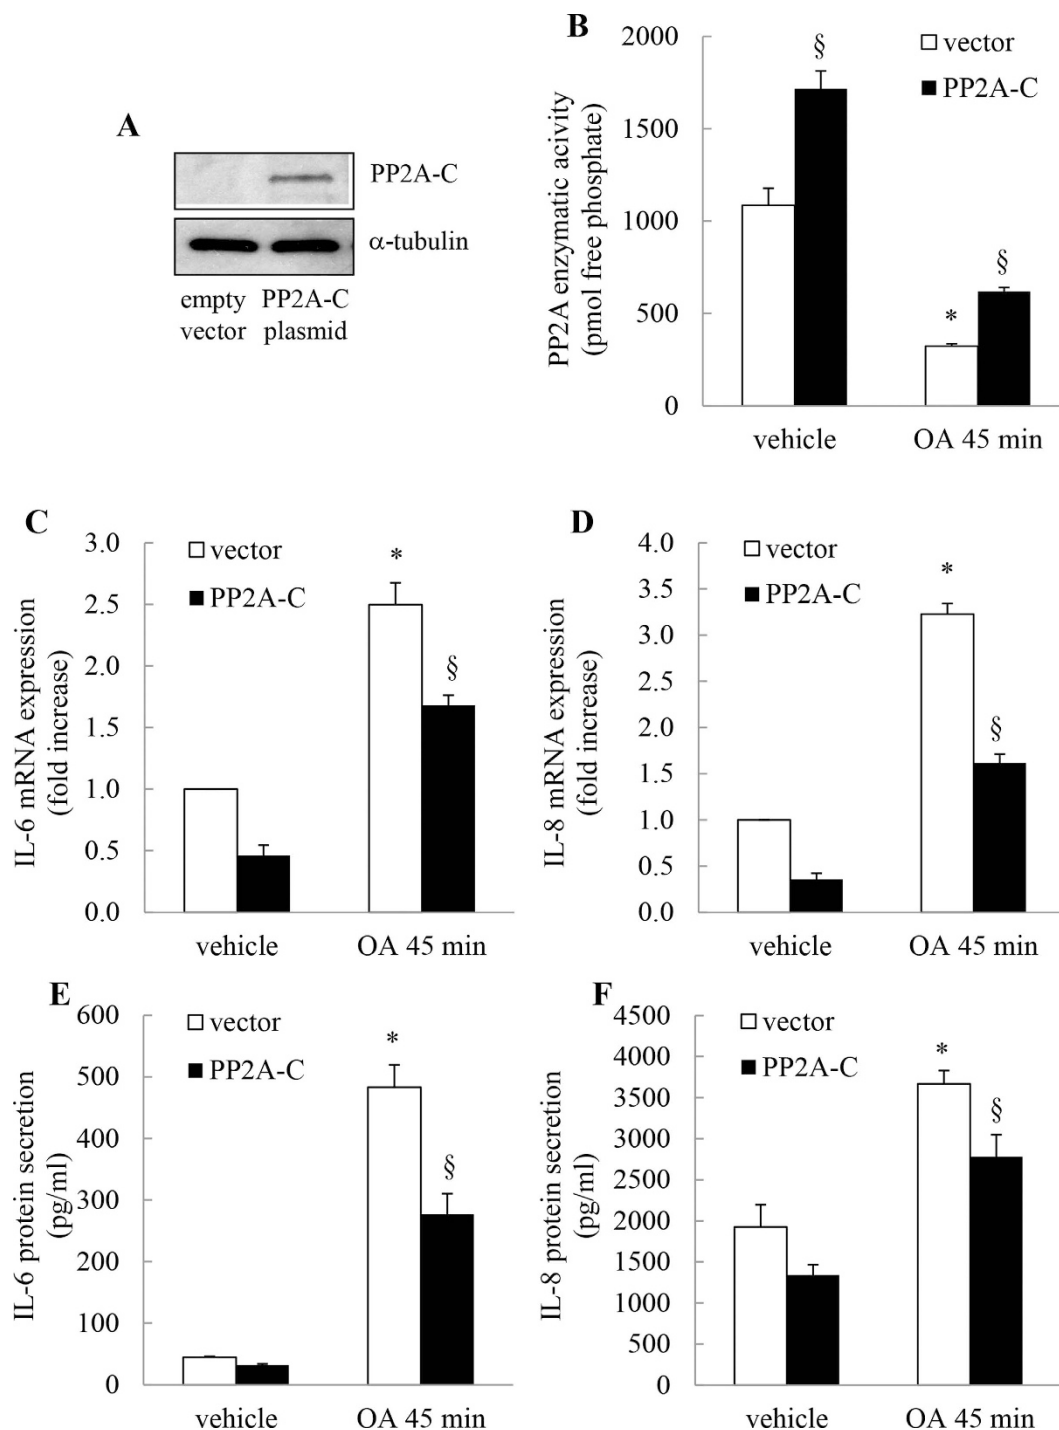 A
PP2A-C
α-tubulin
empty vector
PP2A-C plasmid
B
PP2A enzymatic acivity
(pmol free phosphate)
2000
1500
1000
500
0
vector
PP2A-C
§
*
§
vehicle
OA 45 min
C
IL-6 mRNA expression
(fold increase)
3.0
2.5
2.0
1.5
1.0
0.5
0.0
vector
PP2A-C
*
§
vehicle
OA 45 min
D
IL-8 mRNA expression
(fold increase)
4.0
3.5
3.0
2.5
2.0
1.5
1.0
0.5
0.0
vector
PP2A-C
*
§
vehicle
OA 45 min
E
IL-6 protein secretion
(pg/ml)
600
500
400
300
200
100
0
vector
PP2A-C
*
§
vehicle
OA 45 min
F
IL-8 protein secretion
(pg/ml)
4500
4000
3500
3000
2500
2000
1500
1000
500
0
vector
PP2A-C
*
§
vehicle
OA 45 min